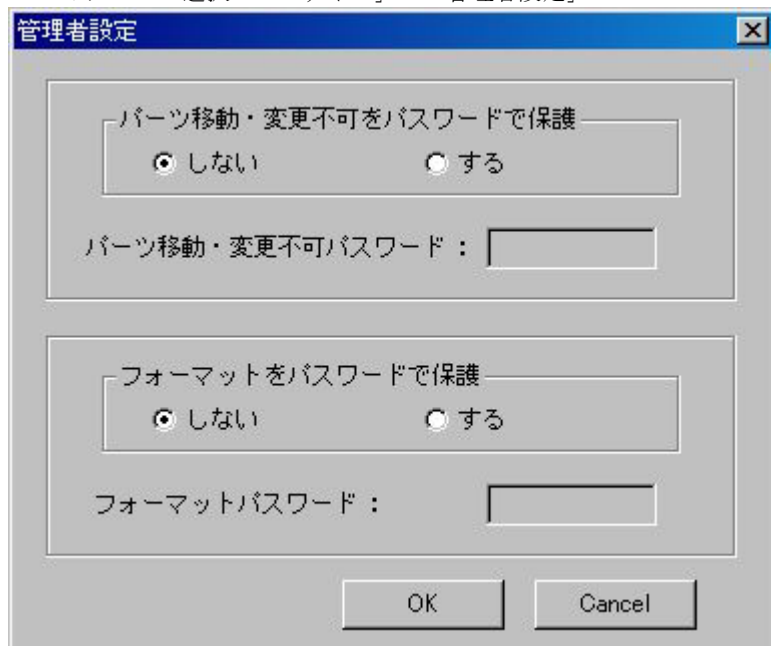 管理者設定
パーツ移動・変更不可をパスワードで保護
しない する
パーツ移動・変更不可パスワード：
フォーマットをパスワードで保護
しない する
フォーマットパスワード：
OK Cancel